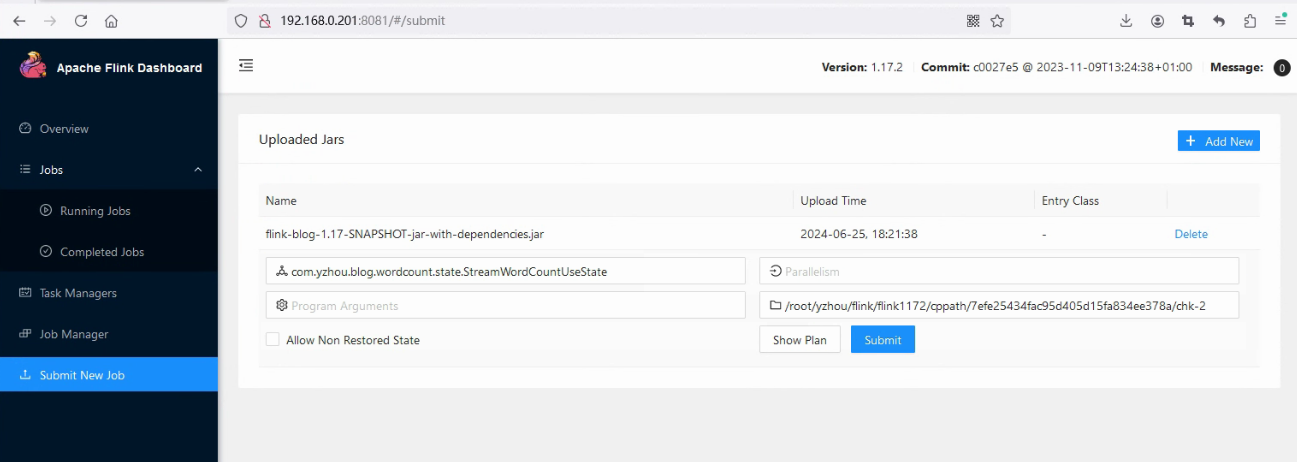 192.168.0.201:8081/#/submit
Apache Flink Dashboard
Version: 1.17.2 Commit: c0027e5 @ 2023-11-09T13:24:38+01:00 Message: 0
Overview
Jobs
Running Jobs
Completed Jobs
Task Managers
Job Manager
Submit New Job
Uploaded Jars
+ Add New
Name Upload Time Entry Class
flink-blog-1.17-SNAPSHOT-jar-with-dependencies.jar 2024-06-25, 18:21:38 - Delete
com.yzhou.blog.wordcount.state.StreamWordCountUseState Parallelism
Program Arguments /root/yzhou/flink/flink1172/cppath/7efe25434fac95d405d15fa834ee378a/chk-2
Allow Non Restored State Show Plan Submit